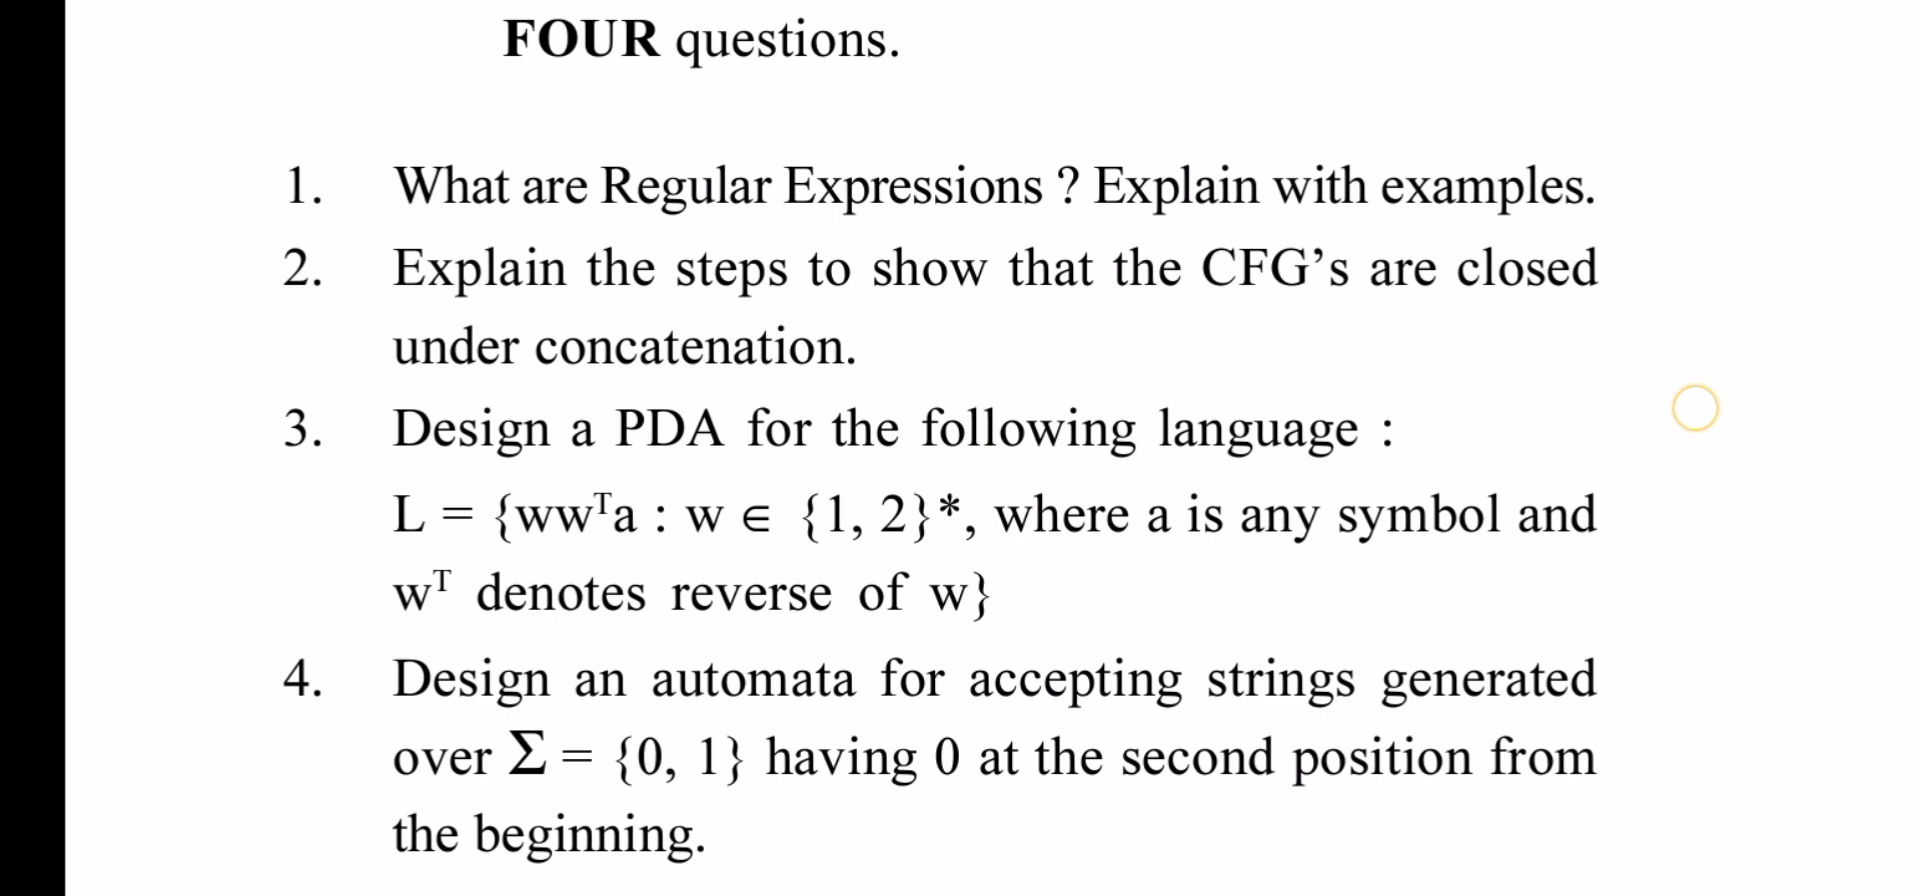 FOUR questions.
1. What are Regular Expressions ? Explain with examples.
2. Explain the steps to show that the CFG’s are closed
under concatenation.
3. Design a PDA for the following language :
L = {wwᵀa : w ∈ {1, 2}*, where a is any symbol and
wᵀ denotes reverse of w}
4. Design an automata for accepting strings generated
over Σ = {0, 1} having 0 at the second position from
the beginning.